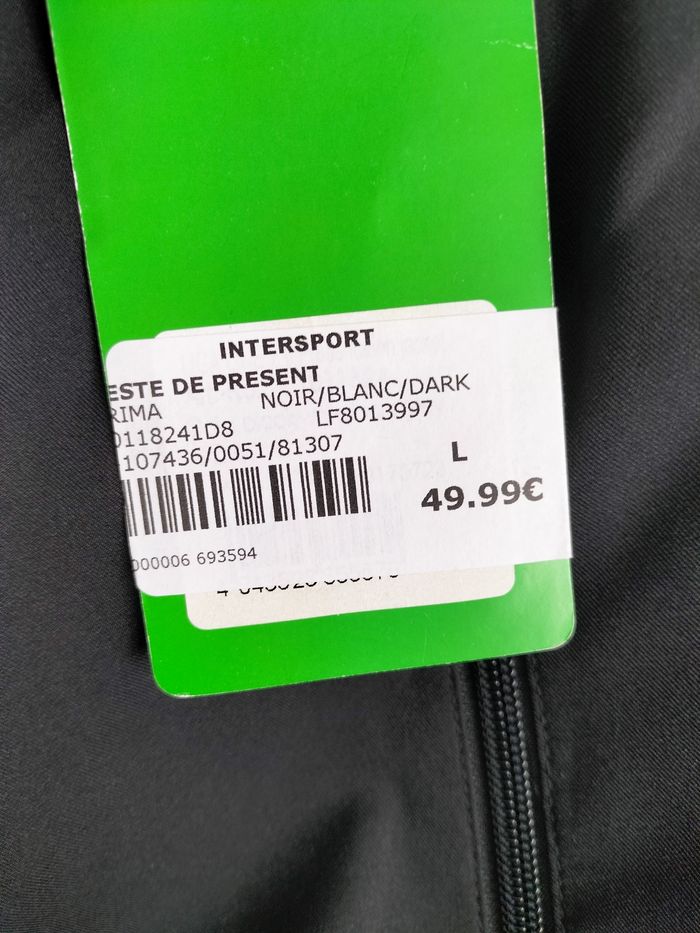 INTERSPORT
ESTE DE PRESENT
RIMA NOIR/BLANC/DARK
0118241D8 LF8013997
107436/0051/81307
L
49.99€
000006 693594